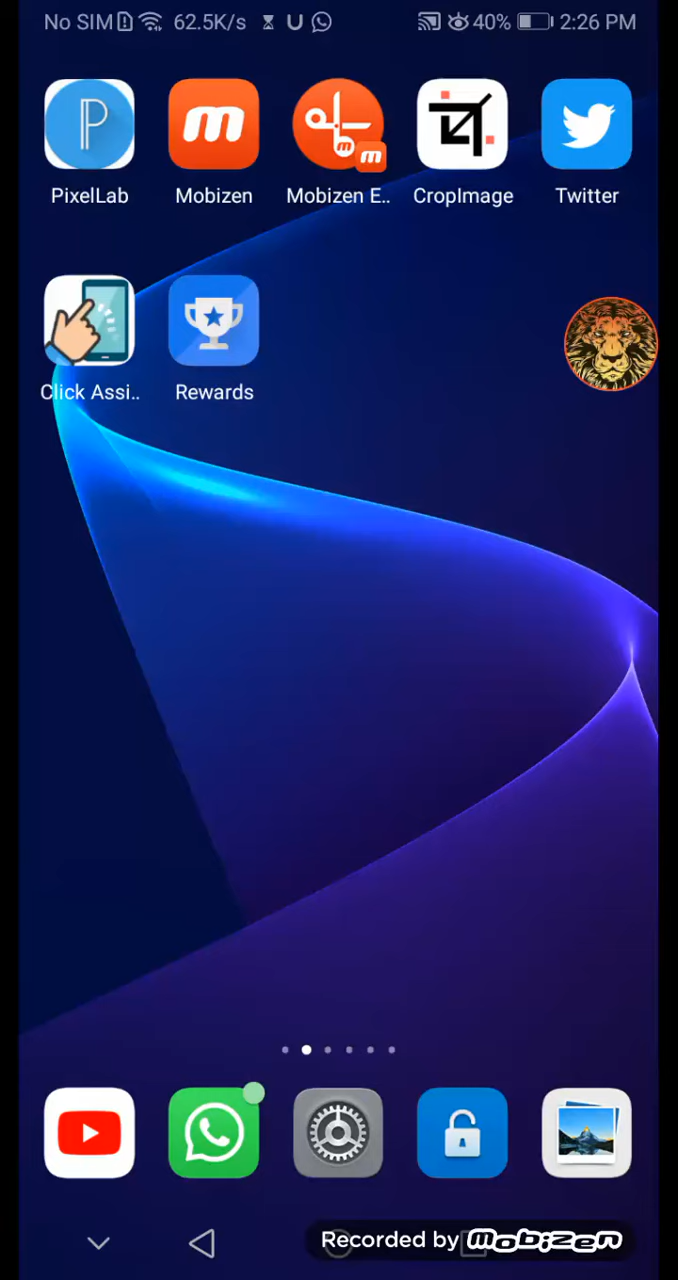 No SIM 62.5K/s 40% 2:26 PM
PixelLab Mobizen Mobizen E.. CropImage Twitter
Click Assi.. Rewards
Recorded by mobizen